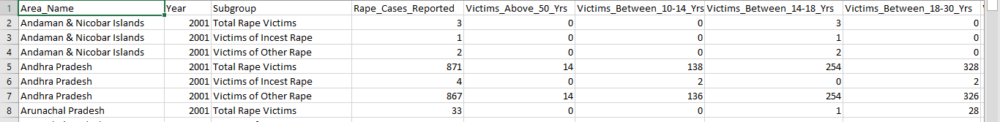 1 Area_Name Year Subgroup Rape_Cases_Reported Victims_Above_50_Yrs Victims_Between_10-14_Yrs Victims_Between_14-18_Yrs Victims_Between_18-30_Yrs
2 Andaman & Nicobar Islands 2001 Total Rape Victims 3 0 0 3 0
3 Andaman & Nicobar Islands 2001 Victims of Incest Rape 1 0 0 1 0
4 Andaman & Nicobar Islands 2001 Victims of Other Rape 2 0 0 2 0
5 Andhra Pradesh 2001 Total Rape Victims 871 14 138 254 328
6 Andhra Pradesh 2001 Victims of Incest Rape 4 0 2 0 2
7 Andhra Pradesh 2001 Victims of Other Rape 867 14 136 254 326
8 Arunachal Pradesh 2001 Total Rape Victims 33 0 0 1 28